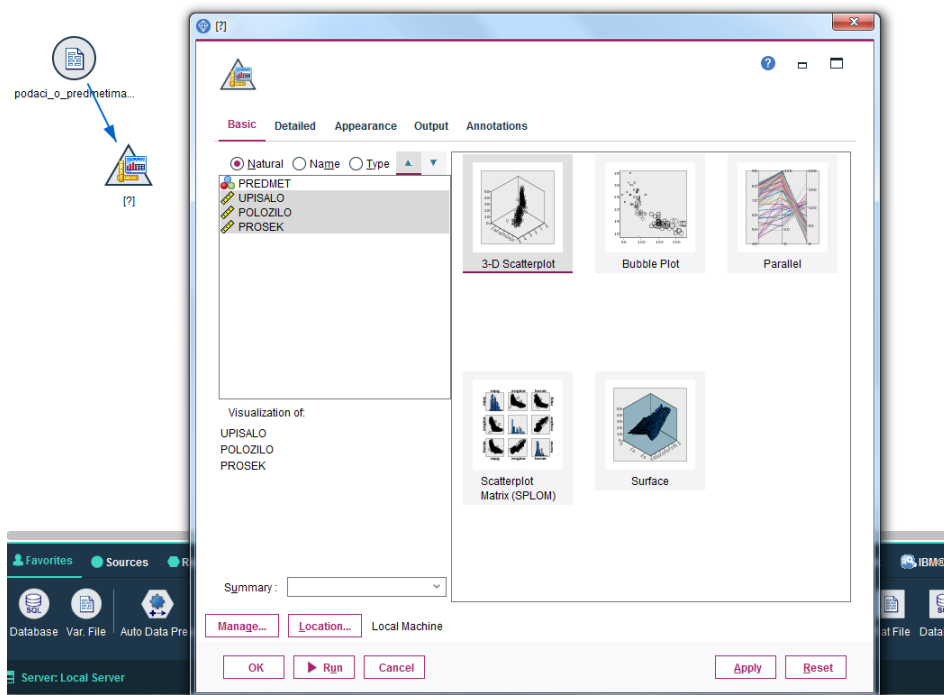 [?]
podaci_o_predmetima...
[?]
Basic Detailed Appearance Output Annotations
Natural Name Type
PREDMET
UPISALO
POLOZILO
PROSEK
3-D Scatterplot Bubble Plot Parallel
Visualization of:
UPISALO
POLOZILO
PROSEK
Scatterplot
Matrix (SPLOM)
Surface
Summary:
Manage... Location... Local Machine
OK Run Cancel Apply Reset
Favorites Sources R IBM®
SQL
Database Var. File Auto Data Pre at File Data
Server: Local Server